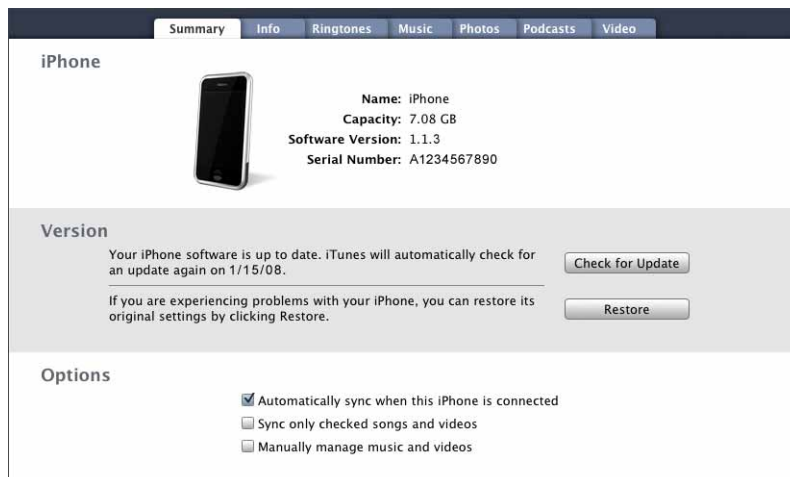 Summary Info Ringtones Music Photos Podcasts Video
iPhone
Name: iPhone
Capacity: 7.08 GB
Software Version: 1.1.3
Serial Number: A1234567890
Version
Your iPhone software is up to date. iTunes will automatically check for
an update again on 1/15/08.
Check for Update
If you are experiencing problems with your iPhone, you can restore its
original settings by clicking Restore.
Restore
Options
Automatically sync when this iPhone is connected
Sync only checked songs and videos
Manually manage music and videos